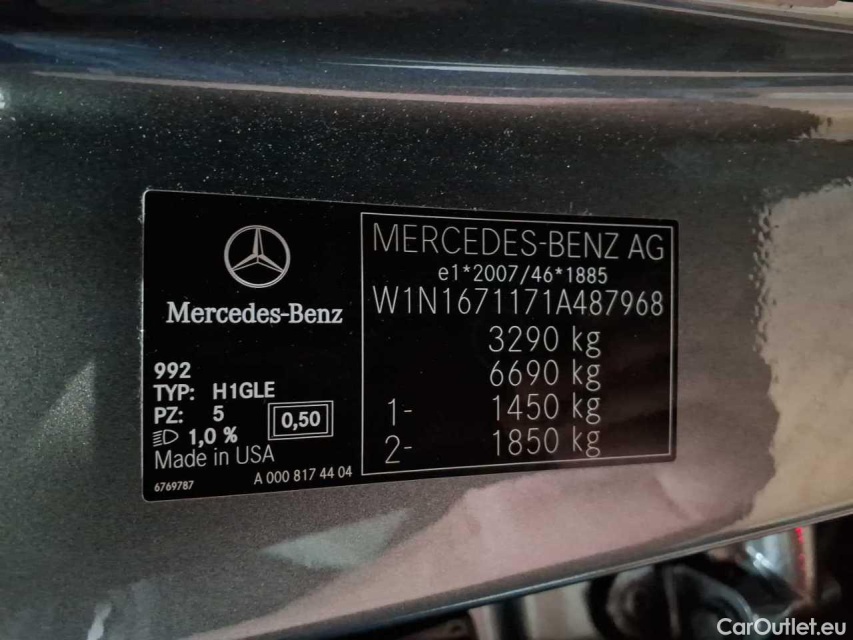 Mercedes-Benz
992
TYP: H1GLE
PZ: 5
0,50
1,0 %
Made in USA
6769787
A 000 817 44 04
MERCEDES-BENZ AG
e1*2007/46*1885
W1N1671171A487968
3290 kg
6690 kg
1- 1450 kg
2- 1850 kg
CarOutlet.eu